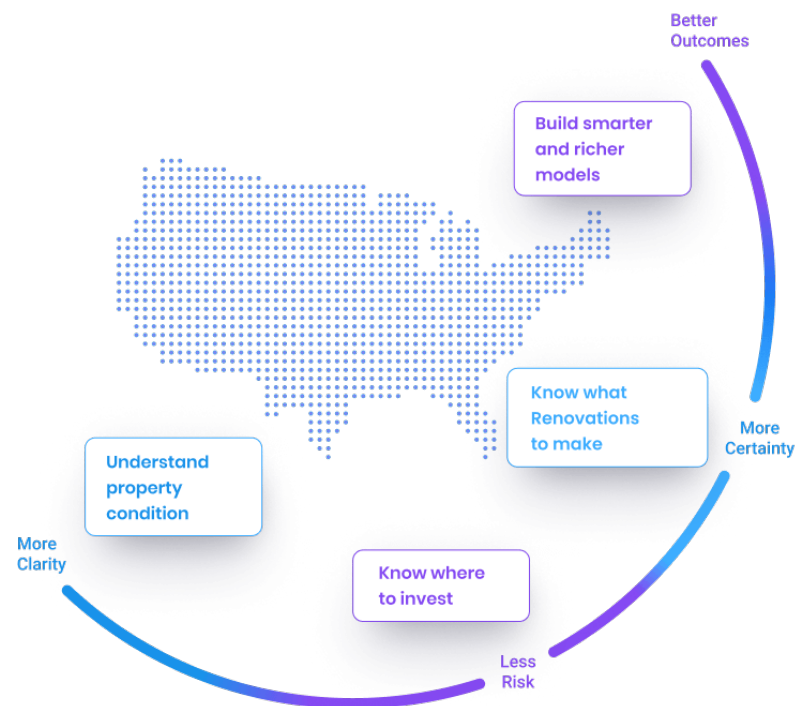 Better
Outcomes
Build smarter
and richer
models
Know what
Renovations
to make
More
Certainty
Understand
property
condition
More
Clarity
Know where
to invest
Less
Risk